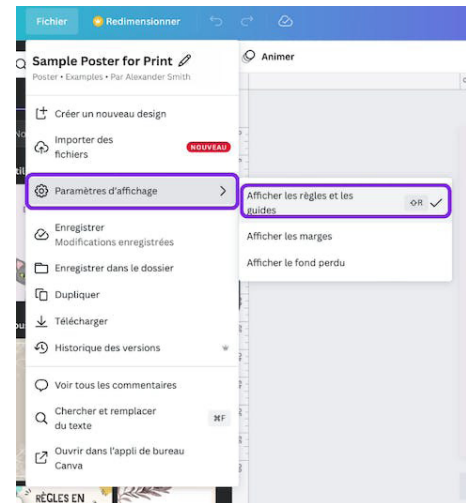 Fichier
Redimensionner
Sample Poster for Print
Poster • Examples • Par Alexander Smith
Animer
Créer un nouveau design
Importer des
fichiers
NOUVEAU
Paramètres d'affichage
Afficher les règles et les
guides
⇧R
Afficher les marges
Afficher le fond perdu
Enregistrer
Modifications enregistrées
Enregistrer dans le dossier
Dupliquer
Télécharger
Historique des versions
Voir tous les commentaires
Chercher et remplacer
du texte
⌘F
Ouvrir dans l'appli de bureau
Canva
RÈGLES EN